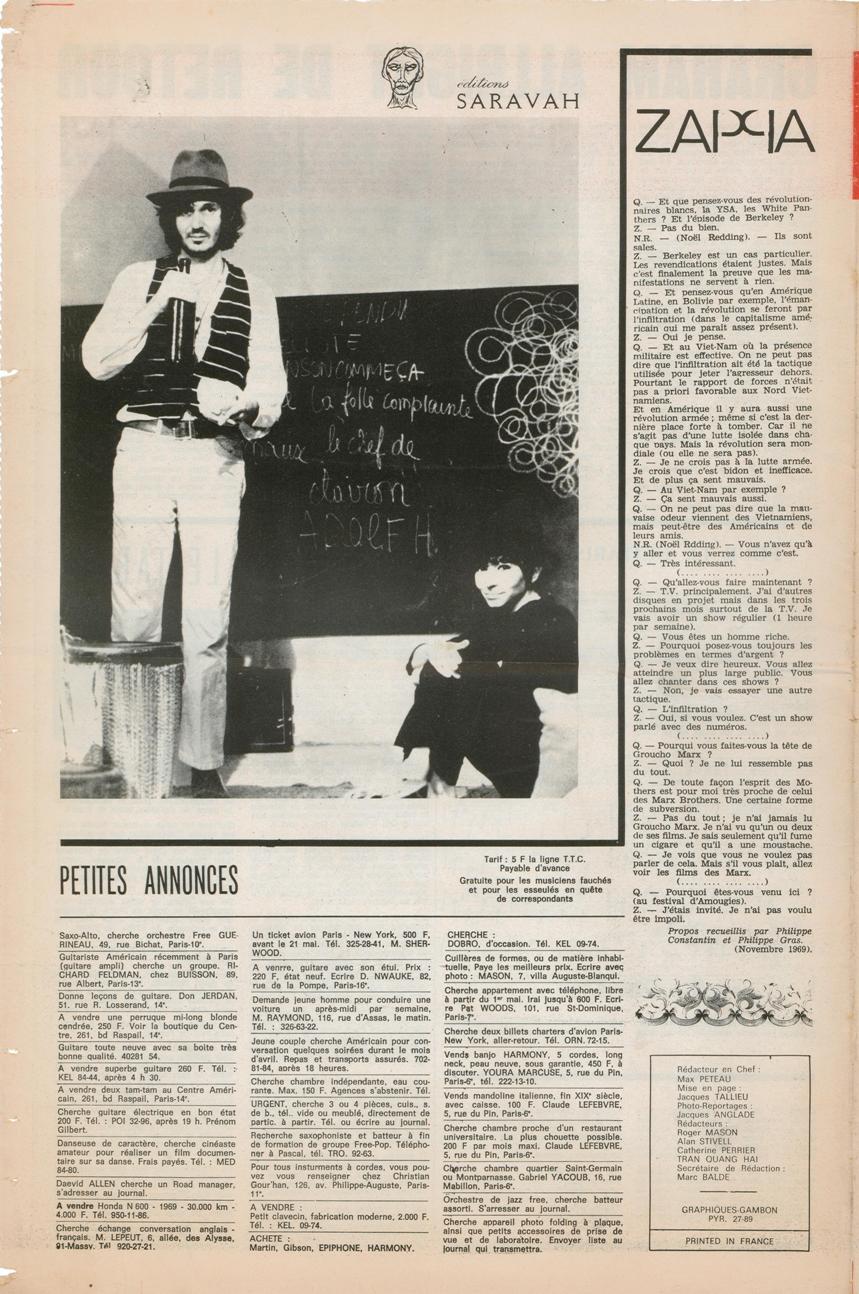 editions
SARAVAH
ENDU
COMMEÇA
la folle complainte
le chef de
clairon
ADOLF H.
ZAPPA
Q. — Et que pensez-vous des révolution-
naires blancs, la YSA, les White Pan-
thers ? Et l'épisode de Berkeley ?
Z. — Pas du bien.
N.R. — (Noël Redding). — Ils sont
sales.
Z. — Berkeley est un cas particulier.
Les revendications étaient justes. Mais
c'est finalement la preuve que les ma-
nifestations ne servent à rien.
Q. — Et pensez-vous qu'en Amérique
Latine, en Bolivie par exemple, l'éman-
cipation et la révolution se feront par
l'infiltration (dans le capitalisme amé-
ricain qui me parait assez présent).
Z. — Oui je pense.
Q. — Et au Viet-Nam où la présence
militaire est effective. On ne peut pas
dire que l'infiltration ait été la tactique
utilisée pour jeter l'agresseur dehors.
Pourtant le rapport de forces n'était
pas a priori favorable aux Nord Viet-
namiens.
Et en Amérique il y aura aussi une
révolution armée ; même si c'est la der-
nière place forte à tomber. Car il ne
s'agit pas d'une lutte isolée dans cha-
que pays. Mais la révolution sera mon-
diale (ou elle ne sera pas).
Z. — Je ne crois pas à la lutte armée.
Je crois que c'est bidon et inefficace.
Et de plus ça sent mauvais.
Q. — Au Viet-Nam par exemple ?
Z. — Ça sent mauvais aussi.
Q. — On ne peut pas dire que la mau-
vaise odeur viennent des Vietnamiens,
mais peut-être des Américains et de
leurs amis.
N.R. (Noël Rdding). — Vous n'avez qu'à
y aller et vous verrez comme c'est.
Q. — Très intéressant.
(.... .... .... ....)
Q. — Qu'allez-vous faire maintenant ?
Z. — T.V. principalement. J'ai d'autres
disques en projet mais dans les trois
prochains mois surtout de la T.V. Je
vais avoir un show régulier (1 heure
par semaine).
Q. — Vous êtes un homme riche.
Z. — Pourquoi posez-vous toujours les
problèmes en termes d'argent ?
Q. — Je veux dire heureux. Vous allez
atteindre un plus large public. Vous
allez chanter dans ces shows ?
Z. — Non, je vais essayer une autre
tactique.
Q. — L'infiltration ?
Z. — Oui, si vous voulez. C'est un show
parlé avec des numéros.
(.... .... .... ....)
Q. — Pourqui vous faites-vous la tête de
Groucho Marx ?
Z. — Quoi ? Je ne lui ressemble pas
du tout.
Q. — De toute façon l'esprit des Mo-
thers est pour moi très proche de celui
des Marx Brothers. Une certaine forme
de subversion.
Z. — Pas du tout ; je n'ai jamais lu
Groucho Marx. Je n'ai vu qu'un ou deux
de ses films. Je sais seulement qu'il fume
un cigare et qu'il a une moustache.
Q. — Je vois que vous ne voulez pas
parler de cela. Mais s'il vous plait, allez
voir les films des Marx.
(.... .... .... ....)
Q. — Pourquoi êtes-vous venu ici ?
(au festival d'Amougies).
Z. — J'étais invité. Je n'ai pas voulu
être impoli.
Propos recueillis par Philippe
Constantin et Philippe Gras.
(Novembre 1969).
PETITES ANNONCES
Tarif : 5 F la ligne T.T.C.
Payable d'avance
Gratuite pour les musiciens fauchés
et pour les esseulés en quête
de correspondants
Saxo-Alto, cherche orchestre Free GUE-
RINEAU, 49, rue Bichat, Paris-10e.
Guitariste Américain récemment à Paris
(guitare ampli) cherche un groupe. RI-
CHARD FELDMAN, chez BUISSON, 89,
rue Albert, Paris-13e.
Donne leçons de guitare. Don JERDAN,
51. rue R. Losserand, 14e.
A vendre une perruque mi-long blonde
cendrée, 250 F. Voir la boutique du Cen-
tre, 261, bd Raspail, 14e.
Guitare toute neuve avec sa boite très
bonne qualité. 40281 54.
A vendre superbe guitare 260 F. Tél. :
KEL 84-44, après 4 h 30.
A vendre deux tam-tam au Centre Améri-
cain, 261, bd Raspail, Paris-14e.
Cherche guitare électrique en bon état
200 F. Tél. : POI 32-96, après 19 h. Prénom
Gilbert.
Danseuse de caractère, cherche cinéaste
amateur pour réaliser un film documen-
taire sur sa danse. Frais payés. Tél. : MED
84-80.
Daevid ALLEN cherche un Road manager,
s'adresser au journal.
A vendre Honda N 600 - 1969 - 30.000 km -
4.000 F. Tél. 950-11-86.
Cherche échange conversation anglais -
français. M. LEPEUT, 6, allée, des Alysse,
91-Massy. Tél 920-27-21.
Un ticket avion Paris - New York, 500 F,
avant le 21 mai. Tél. 325-28-41, M. SHER-
WOOD.
A venrre, guitare avec son étui. Prix :
220 F, état neuf. Ecrire D. NWAUKE, 82,
rue de la Pompe, Paris-16e.
Demande jeune homme pour conduire une
voiture un après-midi par semaine,
M. RAYMOND, 116, rue d'Assas, le matin.
Tél. : 326-63-22.
Jeune couple cherche Américain pour con-
versation quelques soirées durant le mois
d'avril. Repas et transports assurés. 702-
81-84, après 18 heures.
Cherche chambre indépendante, eau cou-
rante. Max. 150 F. Agences s'abstenir. Tél.
URGENT, cherche 3 ou 4 pièces, cuis., s.
de b., tél.. vide ou meublé, directement de
partic. à partir. Tél. ou écrire au journal.
Recherche saxophoniste et batteur à fin
de formation de groupe Free-Pop. Télépho-
ner à Pascal, tél. TRO. 92-63.
Pour tous insturments à cordes, vous pou-
vez vous renseigner chez Christian
Gour'han, 126, av. Philippe-Auguste, Paris-
11e.
A VENDRE :
Petit clavecin, fabrication moderne, 2.000 F.
Tél. : KEL. 09-74.
ACHETE :
Martin, Gibson, EPIPHONE, HARMONY.
CHERCHE :
DOBRO, d'occasion. Tél. KEL 09-74.
Cuillères de formes, ou de matière inhabi-
tuelle, Paye les meilleurs prix. Ecrire avec
photo : MASON, 7, villa Auguste-Blanqui.
Cherche appartement avec téléphone, libre
à partir du 1er mai. Irai jusqu'à 600 F. Ecri-
re Pat WOODS, 101, rue St-Dominique,
Paris-7e.
Cherche deux billets charters d'avion Paris-
New York, aller-retour. Tél. ORN. 72-15.
Vends banjo HARMONY, 5 cordes, long
neck, peau neuve, sous garantie, 450 F, à
discuter. YOURA MARCUSE, 5, rue du Pin,
Paris-6e, tél. 222-13-10.
Vends mandoline italienne, fin XIXe siècle,
avec caisse. 100 F. Claude LEFEBVRE,
5, rue du Pin, Paris-6e.
Cherche chambre proche d'un restaurant
universitaire. La plus chouette possible.
200 F par mois maxi. Claude LEFEBVRE,
5, rue du Pin, Paris-6e.
Cherche chambre quartier Saint-Germain
ou Montparnasse. Gabriel YACOUB, 16, rue
Mabillon, Paris-6e.
Orchestre de jazz free, cherche batteur
assorti. S'arresser au journal.
Cherche appareil photo folding à plaque,
ainsi que petits accessoires de prise de
vue et de laboratoire. Envoyer liste au
journal qui transmettra.
Rédacteur en Chef :
Max PETEAU
Mise en page :
Jacques TALLIEU
Photo-Reportages :
Jacques ANGLADE
Rédacteurs :
Roger MASON
Alan STIVELL
Catherine PERRIER
TRAN QUANG HAI
Secrétaire de Rédaction :
Marc BALDE
GRAPHIQUES-GAMBON
PYR. 27-89
PRINTED IN FRANCE